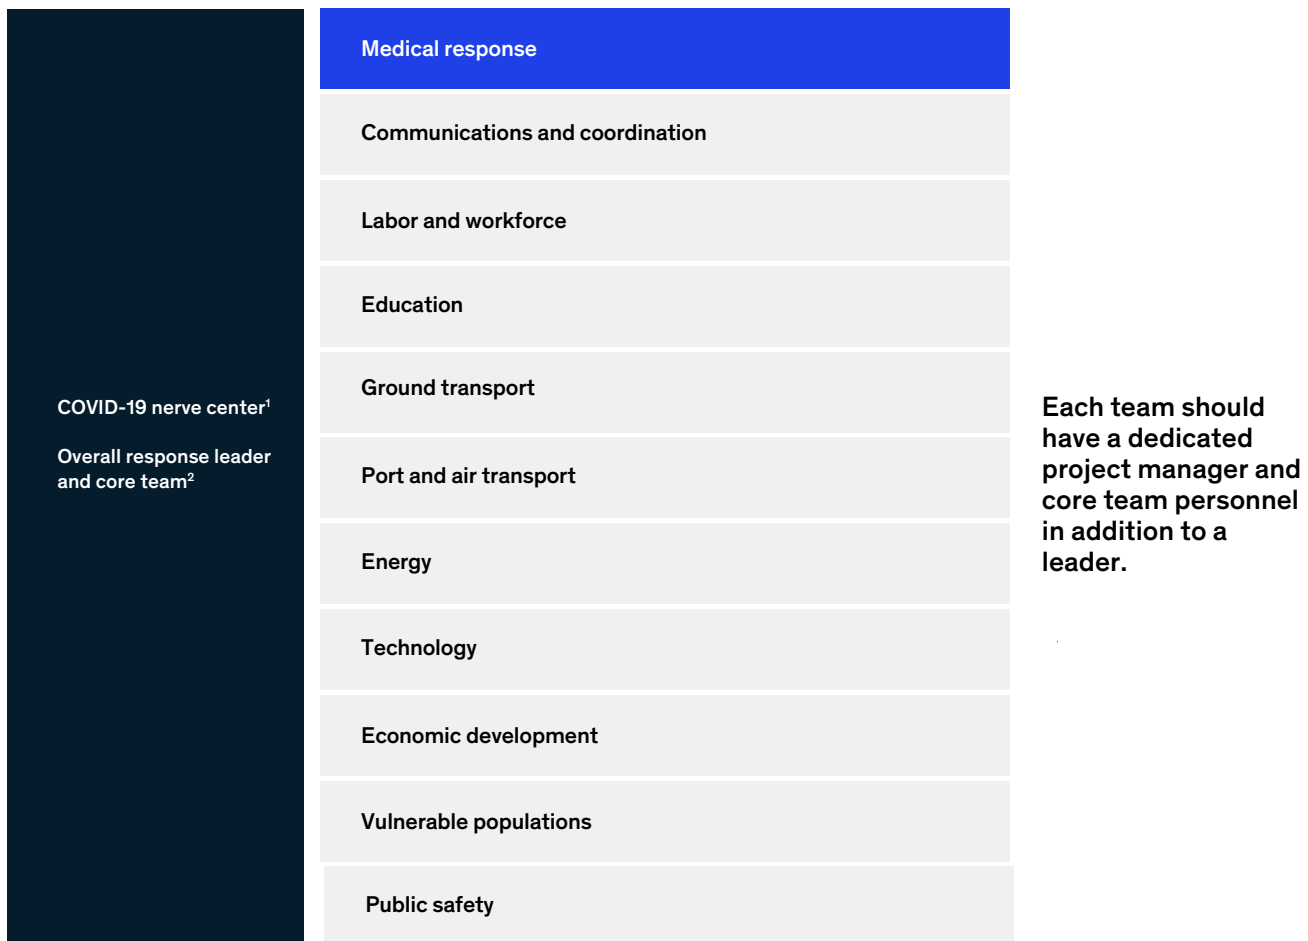 Medical response
Communications and coordination
Labor and workforce
Education
Ground transport
COVID-19 nerve center¹
Overall response leader
and core team²
Port and air transport
Energy
Technology
Economic development
Vulnerable populations
Public safety
Each team should
have a dedicated
project manager and
core team personnel
in addition to a
leader.